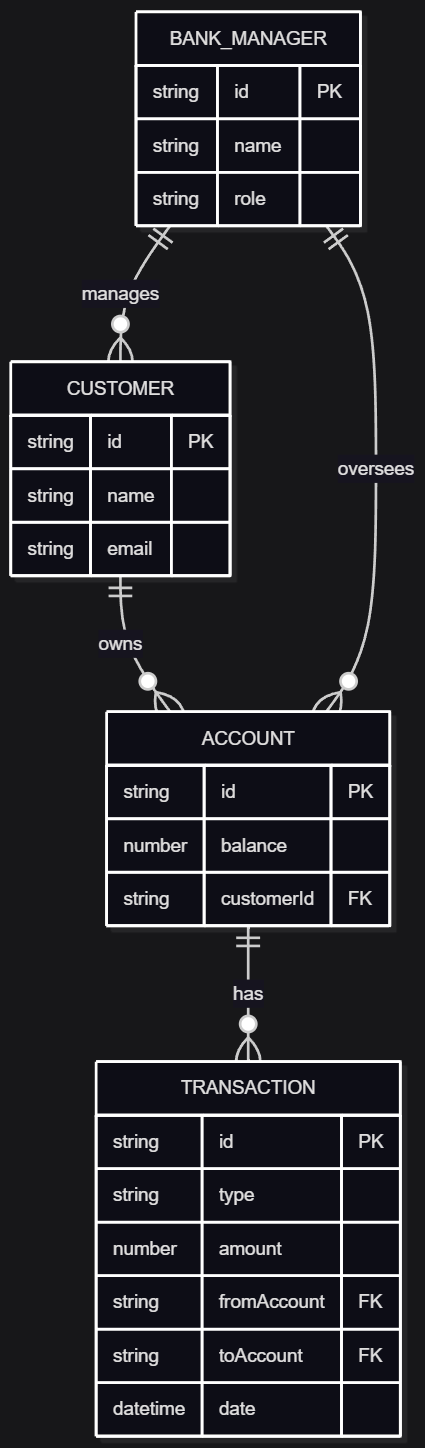 BANK_MANAGER
string id PK
string name
string role
manages
CUSTOMER
string id PK
string name
string email
oversees
owns
ACCOUNT
string id PK
number balance
string customerId FK
has
TRANSACTION
string id PK
string type
number amount
string fromAccount FK
string toAccount FK
datetime date